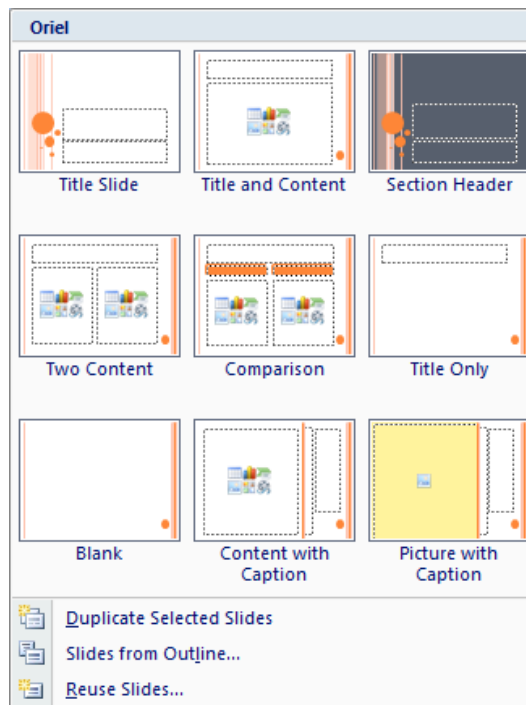 Oriel
Title Slide
Title and Content
Section Header
Two Content
Comparison
Title Only
Blank
Content with
Caption
Picture with
Caption
Duplicate Selected Slides
Slides from Outline...
Reuse Slides...